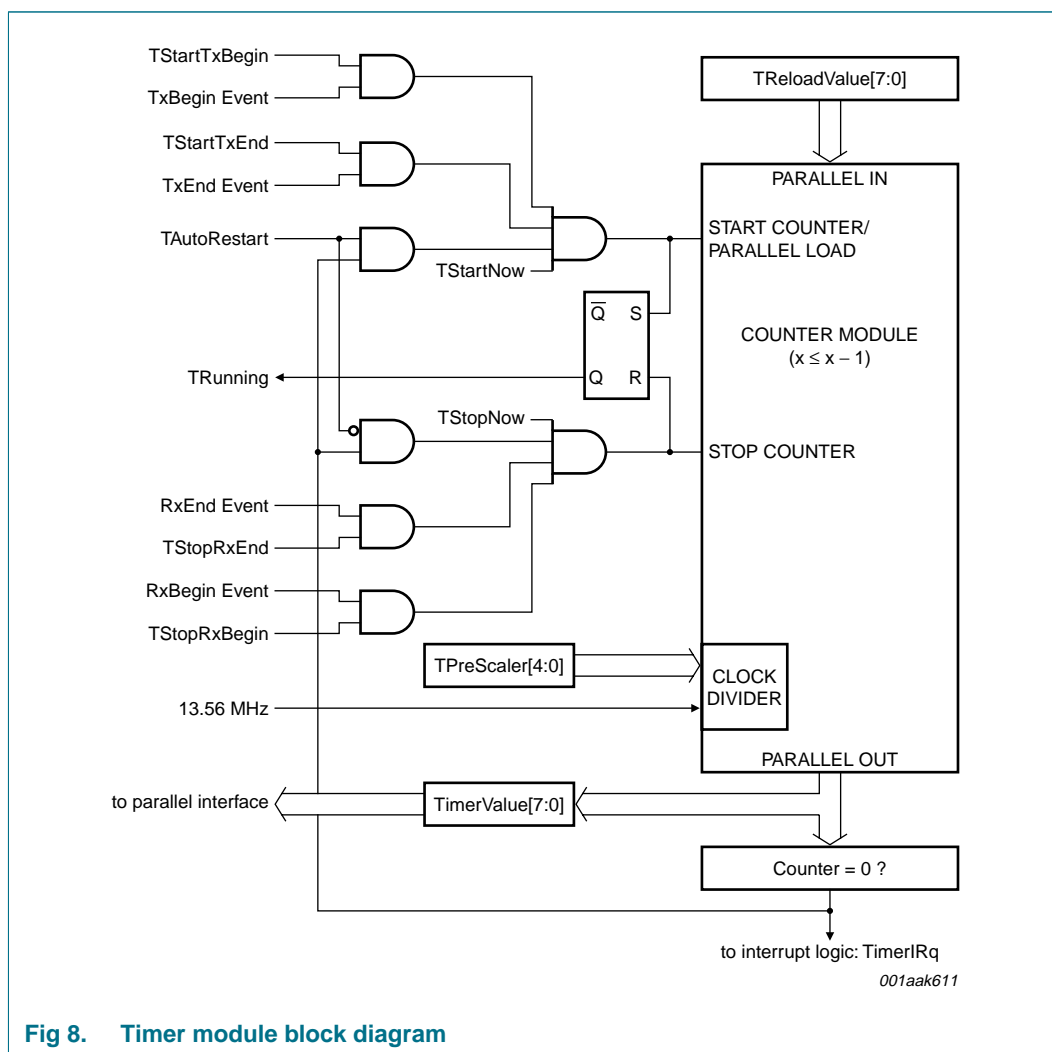 TStartTxBegin
TxBegin Event
TStartTxEnd
TxEnd Event
TAutoRestart
TStartNow
TReloadValue[7:0]
PARALLEL IN
START COUNTER/
PARALLEL LOAD
Q S
Q R
COUNTER MODULE
(x ≤ x − 1)
TRunning
TStopNow
STOP COUNTER
RxEnd Event
TStopRxEnd
RxBegin Event
TStopRxBegin
TPreScaler[4:0]
CLOCK
DIVIDER
13.56 MHz
PARALLEL OUT
to parallel interface
TimerValue[7:0]
Counter = 0 ?
to interrupt logic: TimerIRq
001aak611
Fig 8. Timer module block diagram